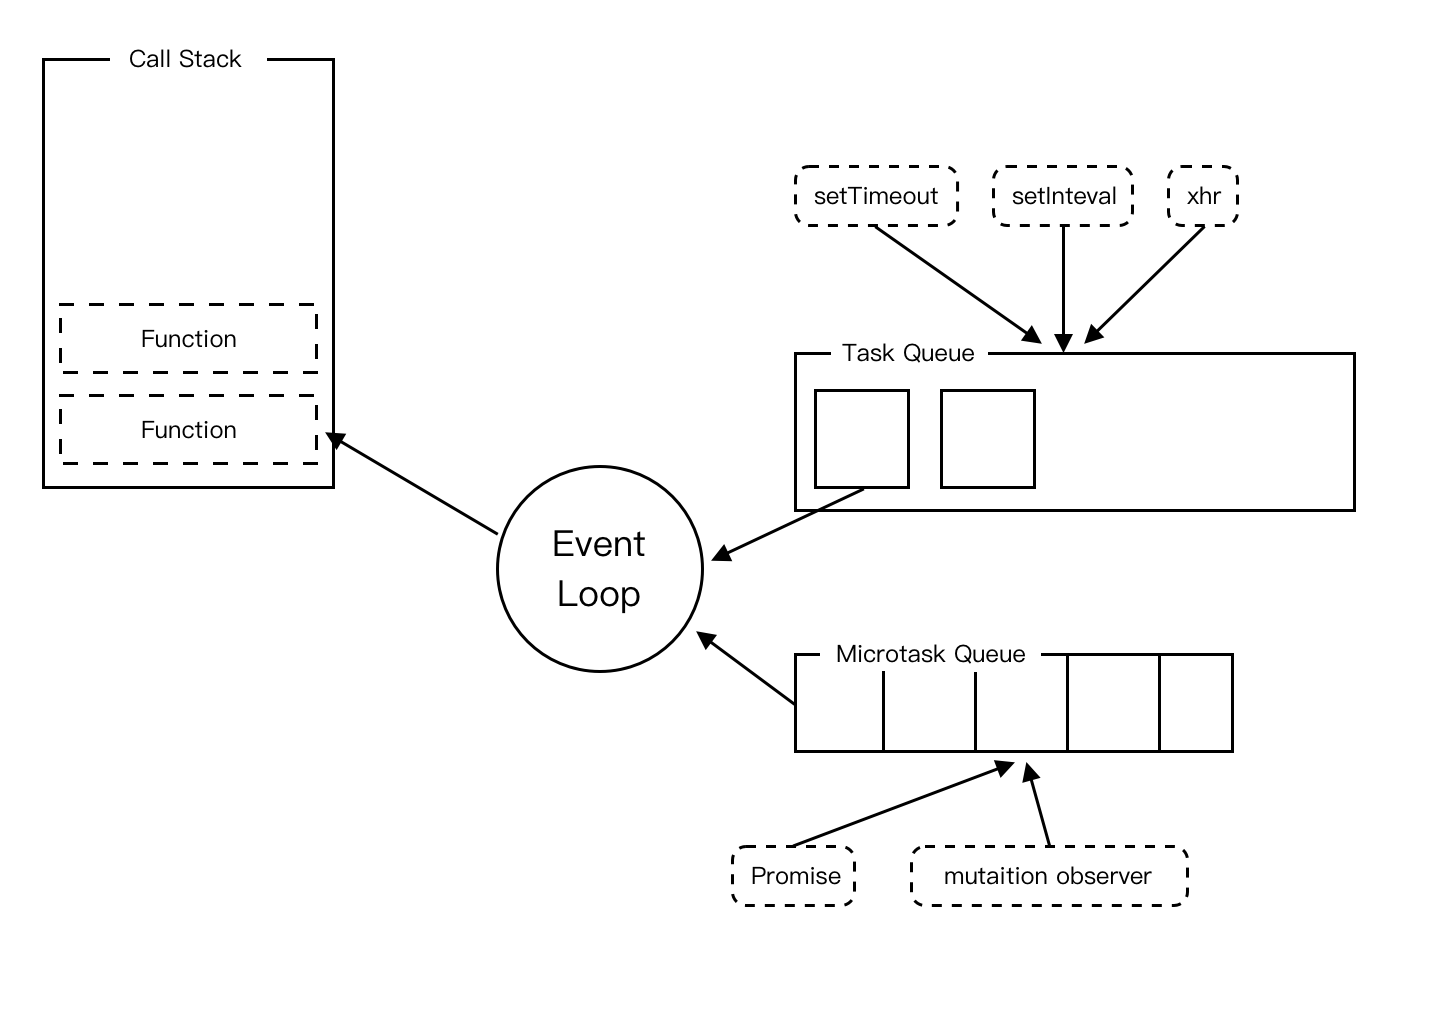 Call Stack
Function
Function
Event
Loop
setTimeout
setInteval
xhr
Task Queue
Microtask Queue
Promise
mutaition observer